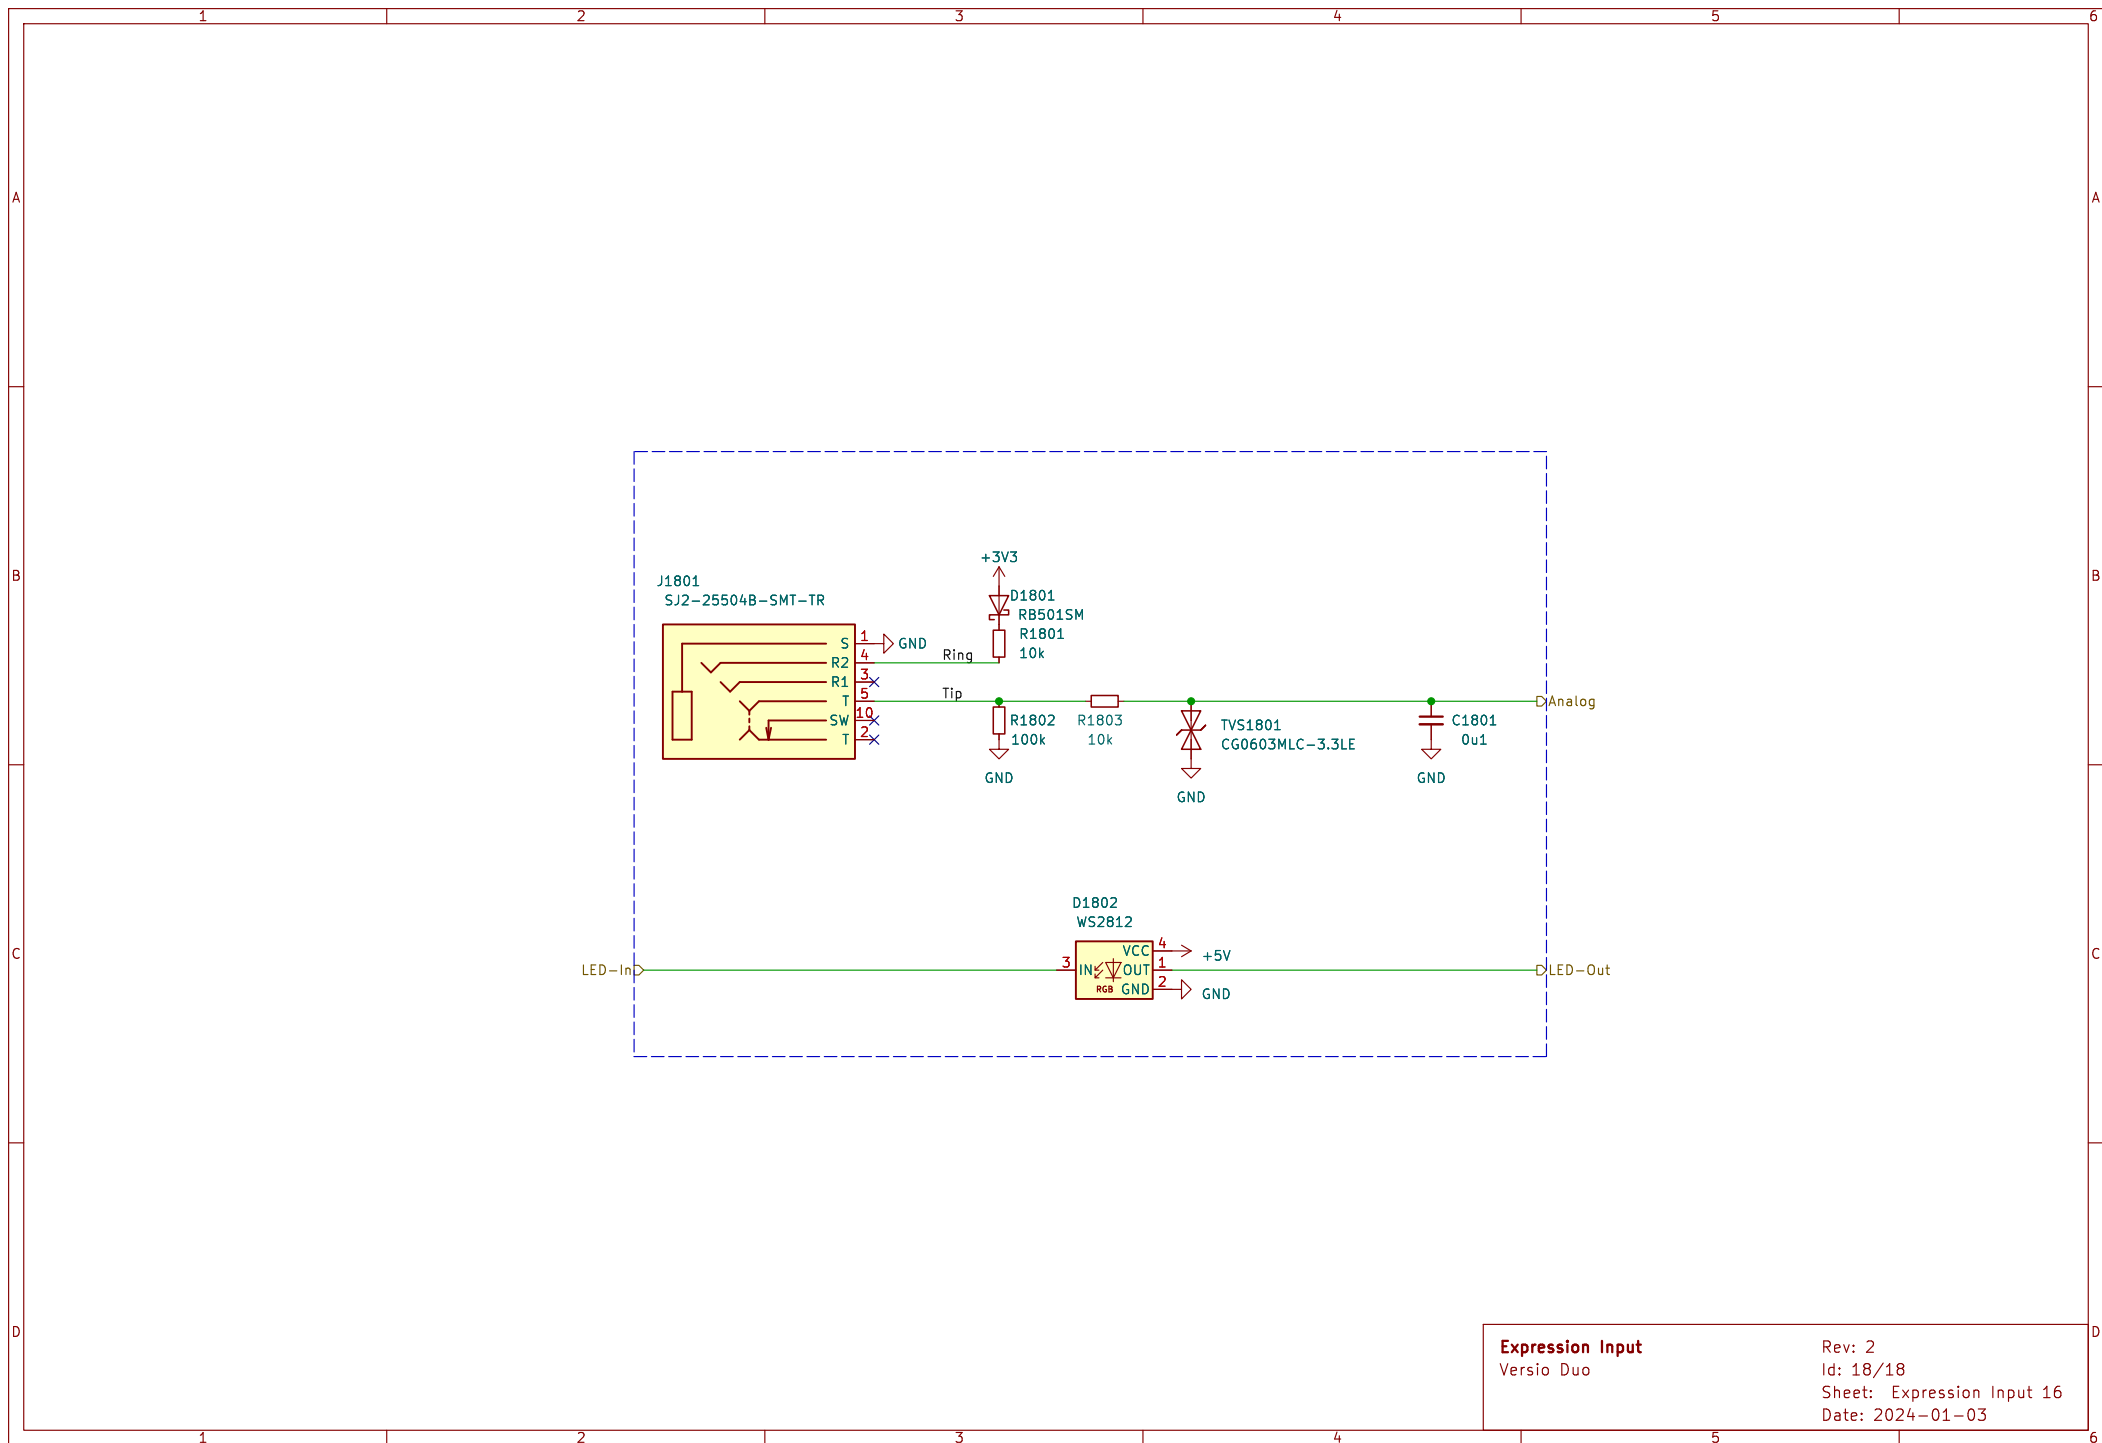 1 2 3 4 5 6
A A
B B
C C
D D
J1801
SJ2-25504B-SMT-TR
S 1 GND
R2 4 Ring
R1 3
T 5 Tip
SW 10
T 2
+3V3
D1801
RB501SM
R1801
10k
R1802
100k
GND
R1803
10k
TVS1801
CG0603MLC-3.3LE
GND
C1801
0u1
GND
Analog
D1802
WS2812
VCC 4 +5V
LED-In 3 IN OUT 1 LED-Out
RGB GND 2 GND
Expression Input
Versio Duo
Rev: 2
Id: 18/18
Sheet: Expression Input 16
Date: 2024-01-03
1 2 3 4 5 6